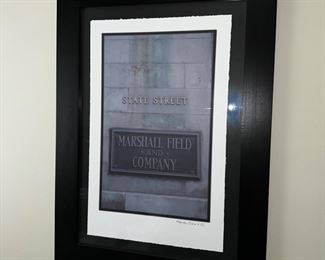 STATE STREET
MARSHALL FIELD
AND
COMPANY